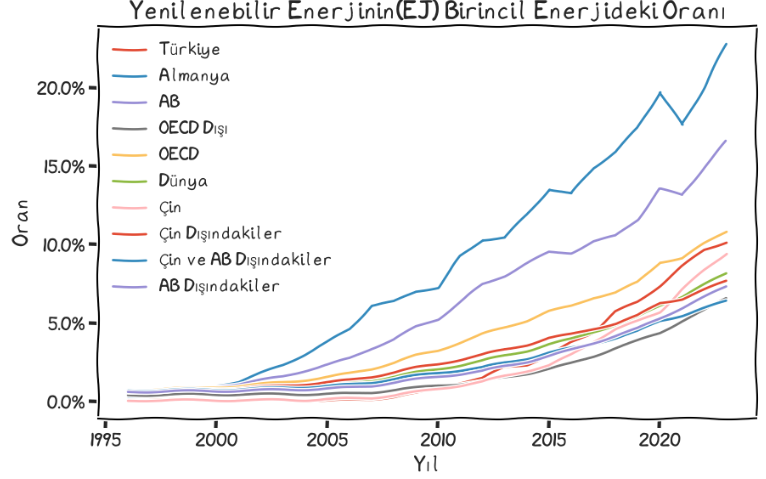 Yenilenebilir Enerjinin(EJ) Birincil Enerjideki Oranı
Türkiye
Almanya
AB
OECD Dışı
OECD
Dünya
Çin
Çin Dışındakiler
Çin ve AB Dışındakiler
AB Dışındakiler
20.0%
15.0%
10.0%
5.0%
0.0%
Oran
1995 2000 2005 2010 2015 2020
Yıl